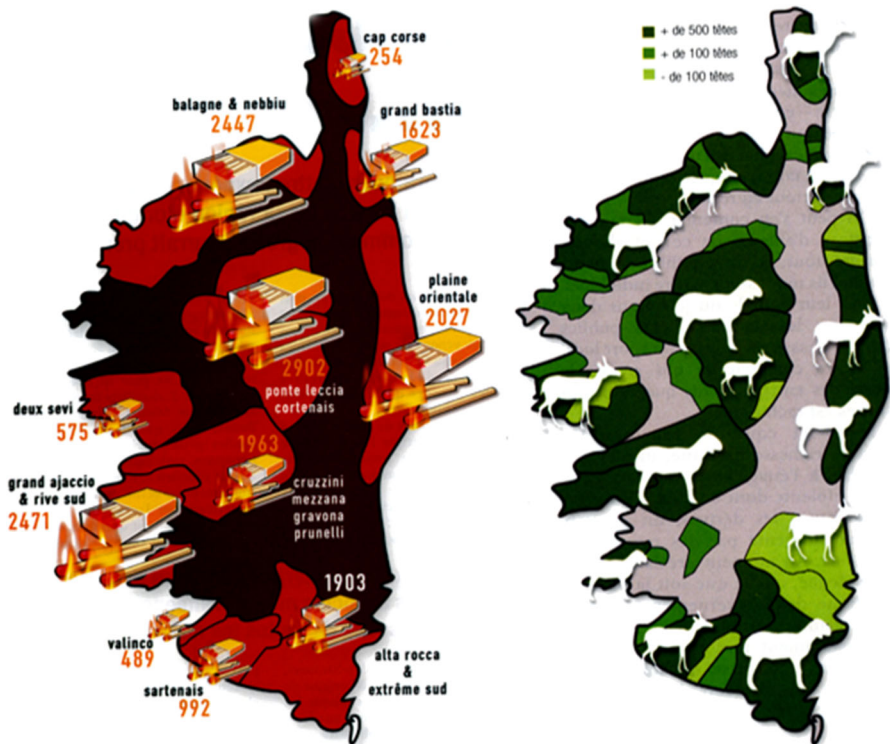 cap corse
254
balagne & nebbiu
2447
grand bastia
1623
plaine
orientale
2027
2902
ponte leccia
cortenais
deux sevi
575
1963
cruzzini
mezzana
gravona
prunelli
grand ajaccio
& rive sud
2471
1903
valinco
489
sartenais
992
alta rocca
&
extrême sud
+ de 500 têtes
+ de 100 têtes
- de 100 têtes